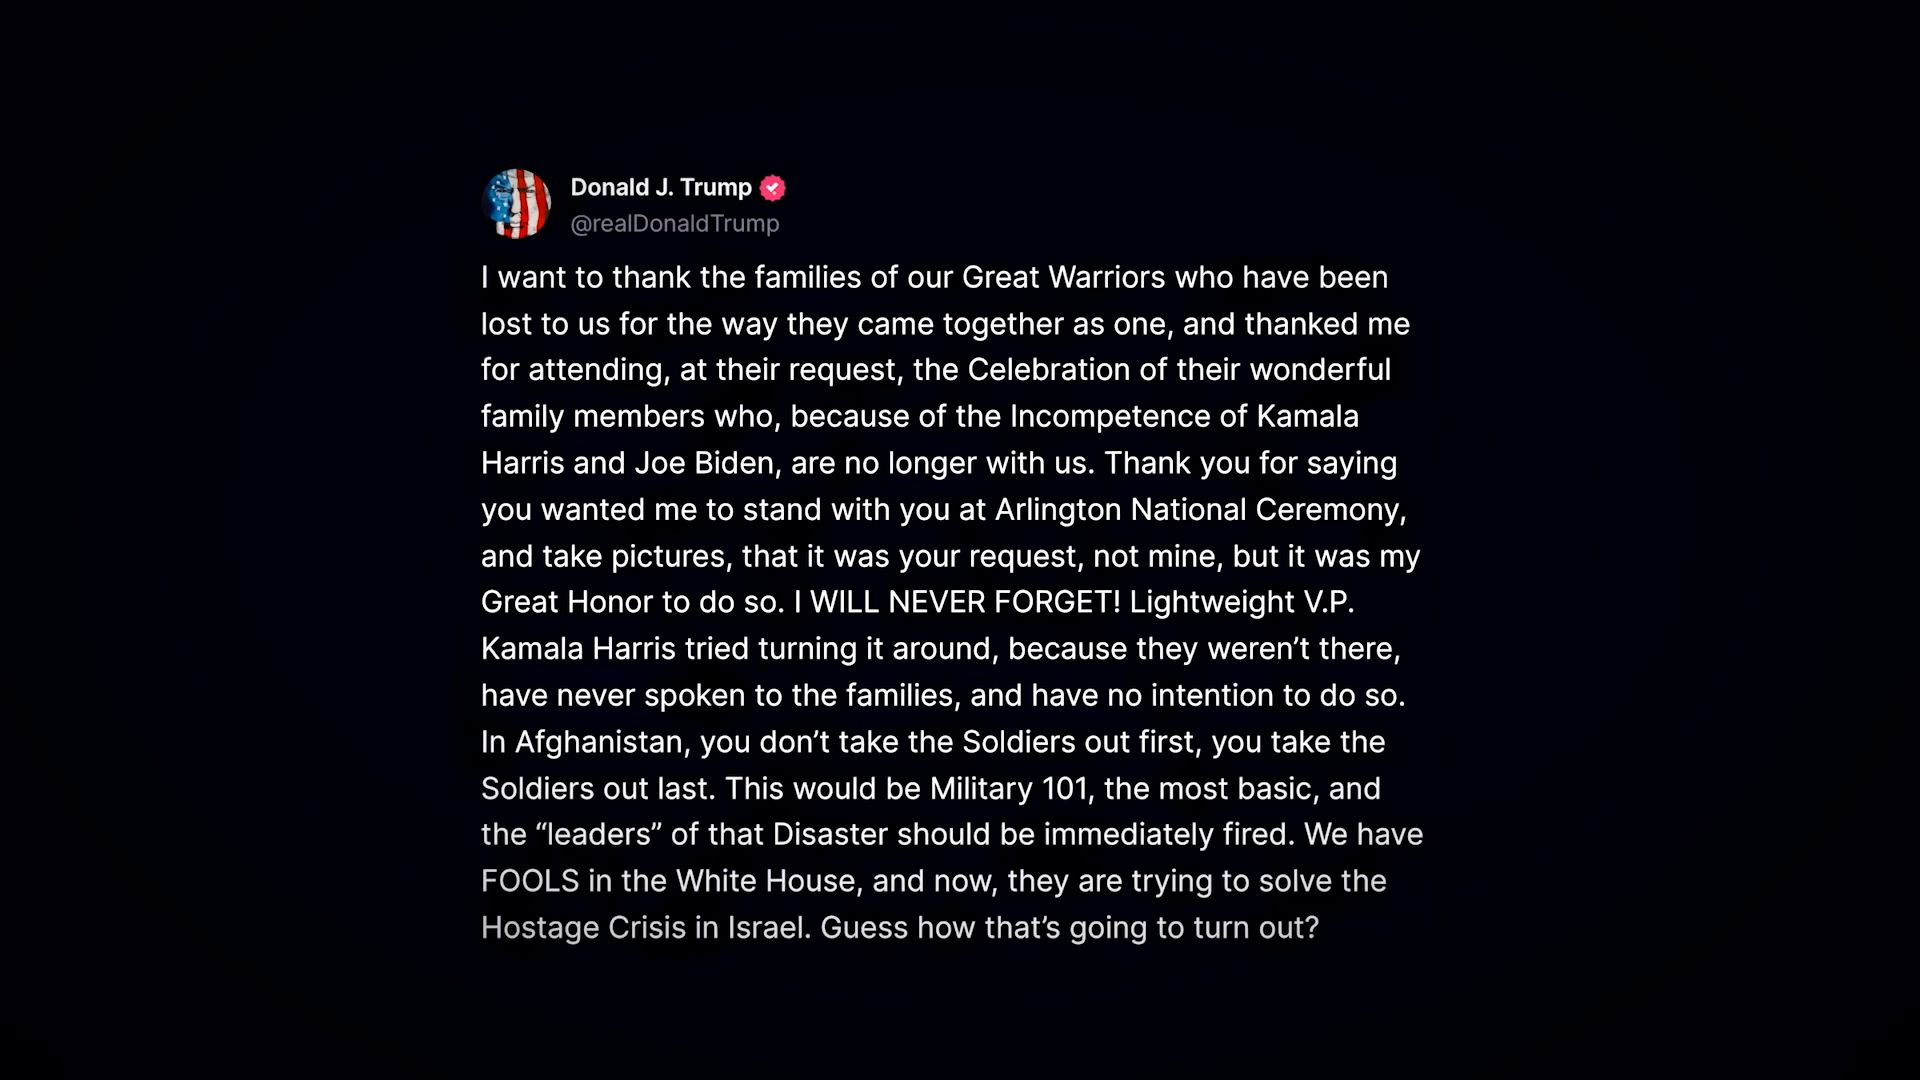 Donald J. Trump
@realDonaldTrump
I want to thank the families of our Great Warriors who have been
lost to us for the way they came together as one, and thanked me
for attending, at their request, the Celebration of their wonderful
family members who, because of the Incompetence of Kamala
Harris and Joe Biden, are no longer with us. Thank you for saying
you wanted me to stand with you at Arlington National Ceremony,
and take pictures, that it was your request, not mine, but it was my
Great Honor to do so. I WILL NEVER FORGET! Lightweight V.P.
Kamala Harris tried turning it around, because they weren’t there,
have never spoken to the families, and have no intention to do so.
In Afghanistan, you don’t take the Soldiers out first, you take the
Soldiers out last. This would be Military 101, the most basic, and
the “leaders” of that Disaster should be immediately fired. We have
FOOLS in the White House, and now, they are trying to solve the
Hostage Crisis in Israel. Guess how that’s going to turn out?